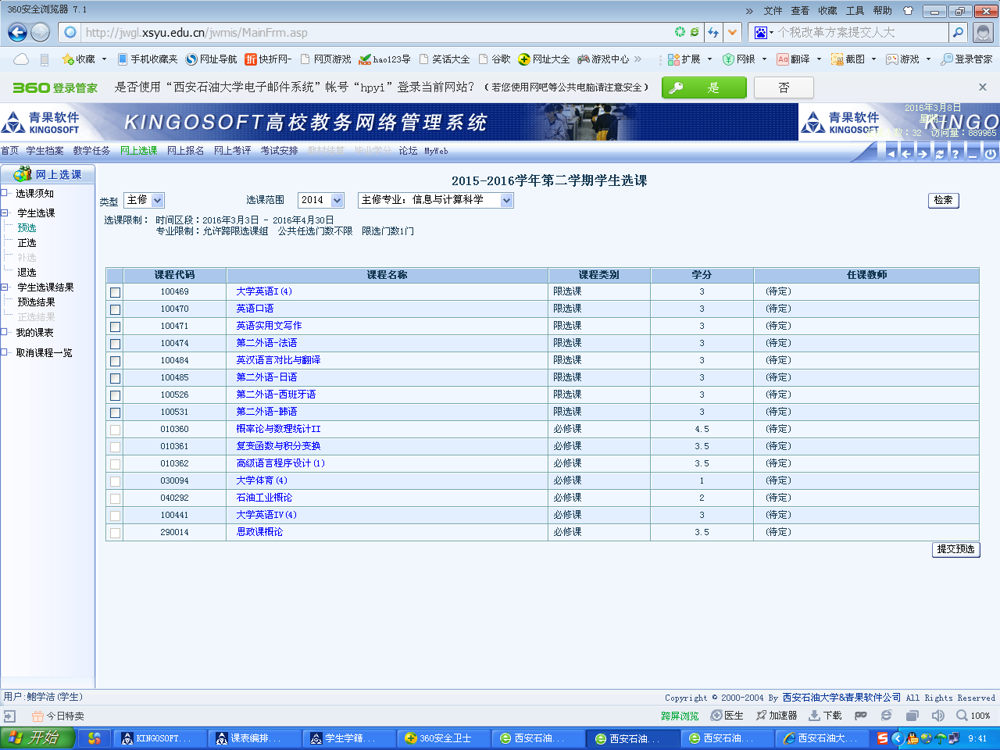 360安全浏览器 7.1
» 文件 查看 收藏 工具 帮助
http://jwgl.xsyu.edu.cn/jwmis/MainFrm.asp
个税改革方案提交人大
收藏 手机收藏夹 网址导航 快折网- 网页游戏 hao123导 笑话大全 谷歌 网址大全 游戏中心 » 扩展 网银 翻译 截图 游戏 登录管家
360登录管家 是否使用“西安石油大学电子邮件系统”帐号“hpyi”登录当前网站？（若您使用网吧等公共电脑请注意安全） 是 否
青果软件 KINGOSOFT
KINGOSOFT高校教务网络管理系统
青果软件 KINGOSOFT
2016年3月8日
数：32 访问量：889965
首页 学生档案 教学任务 网上选课 网上报名 网上考评 考试安排 教材结算 毕业学分 论坛 MyWeb
网上选课
选课须知
学生选课
预选
正选
补选
退选
学生选课结果
预选结果
正选结果
我的课表
取消课程一览
2015-2016学年第二学期学生选课
类型 主修 选课范围 2014 主修专业：信息与计算科学 检索
选课限制： 时间区段：2016年3月3日 - 2016年4月30日
专业限制：允许跨限选课组 公共任选门数不限 限选门数1门
课程代码 课程名称 课程类别 学分 任课教师
100469 大学英语I(4) 限选课 3 (待定)
100470 英语口语 限选课 3 (待定)
100471 英语实用文写作 限选课 3 (待定)
100474 第二外语-法语 限选课 3 (待定)
100484 英汉语言对比与翻译 限选课 3 (待定)
100485 第二外语-日语 限选课 3 (待定)
100526 第二外语-西班牙语 限选课 3 (待定)
100531 第二外语-韩语 限选课 3 (待定)
010360 概率论与数理统计II 必修课 4.5 (待定)
010361 复变函数与积分变换 必修课 3.5 (待定)
010362 高级语言程序设计(1) 必修课 3.5 (待定)
030094 大学体育(4) 必修课 1 (待定)
040292 石油工业概论 必修课 2 (待定)
100441 大学英语IV(4) 必修课 3 (待定)
290014 思政课概论 必修课 3.5 (待定)
提交预选
用户:鲍学洁(学生)
Copyright © 2000-2004 By 西安石油大学&青果软件公司 All Rights Reserved
今日特卖 跨屏浏览 医生 加速器 下载 100%
开始 KINGOSOFT... 课表编排... 学生学籍... 360安全卫士 西安石油... 西安石油... 西安石油... 西安石油大... 9:41